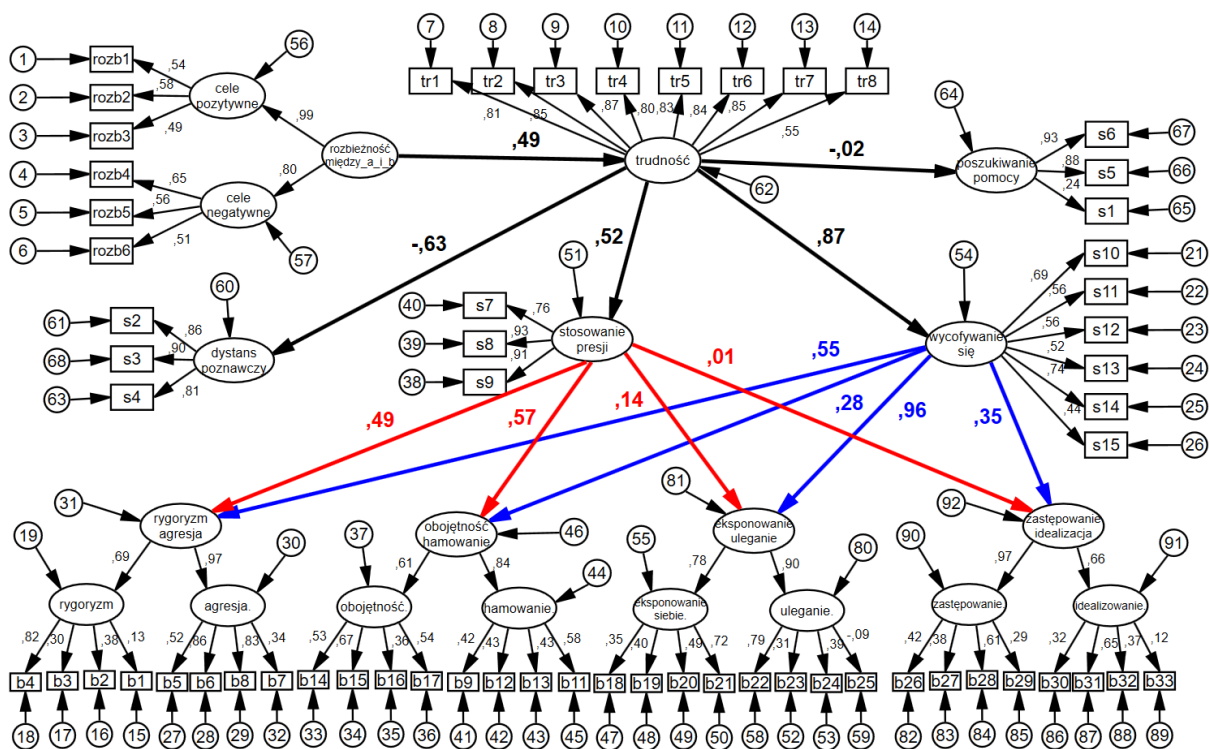 7 8 9 10 11 12 13 14
1 rozb1 56
,54
2 rozb2 ,58 cele
pozytywne
3 rozb3 ,49 ,99
tr1 tr2 tr3 tr4 tr5 tr6 tr7 tr8
,81 ,85 ,87 ,80 ,83 ,84 ,85 ,55
64 s6 67
,93
,88 s5 66
,24 s1 65
poszukiwanie
pomocy
rozbieżność
między_a_i_b
,49
trudność
-,02
62
4 rozb4 ,65 ,80
5 rozb5 ,56 cele
negatywne
6 rozb6 ,51
57
-,63
,52
,87
60
61 s2 ,86
68 s3 ,90 dystans
poznawczy
63 s4 ,81
51
40 s7 ,76
39 s8 ,93 stosowanie
presji
38 s9 ,91
54
wycofywanie
się
,69 s10 21
,56 s11 22
,56 s12 23
,52 s13 24
,74 s14 25
,44 s15 26
,49 ,57 ,14 ,01 ,55 ,28 ,96 ,35
31 rygoryzm
agresja
obojętność
hamowanie
46
81 eksponowanie
uleganie
92 zastępowanie
idealizacja
19 ,69 ,97 30
37 ,61 ,84 44
55 ,78 ,90 80
90 ,97 ,66 91
rygoryzm agresja. obojętność. hamowanie. eksponowanie
siebie. uleganie. zastępowanie. idealizowanie.
,82 ,30 ,38 ,13 ,52 ,86 ,83 ,34 ,53 ,67 ,36 ,54 ,42 ,43 ,43 ,58 ,35 ,40 ,49 ,72 ,79 ,31 ,39 -,09 ,42 ,38 ,61 ,29 ,32 ,65 ,37 ,12
b4 b3 b2 b1 b5 b6 b8 b7 b14 b15 b16 b17 b9 b12 b13 b11 b18 b19 b20 b21 b22 b23 b24 b25 b26 b27 b28 b29 b30 b31 b32 b33
18 17 16 15 27 28 29 32 33 34 35 36 41 42 43 45 47 48 49 50 58 52 53 59 82 83 84 85 86 87 88 89